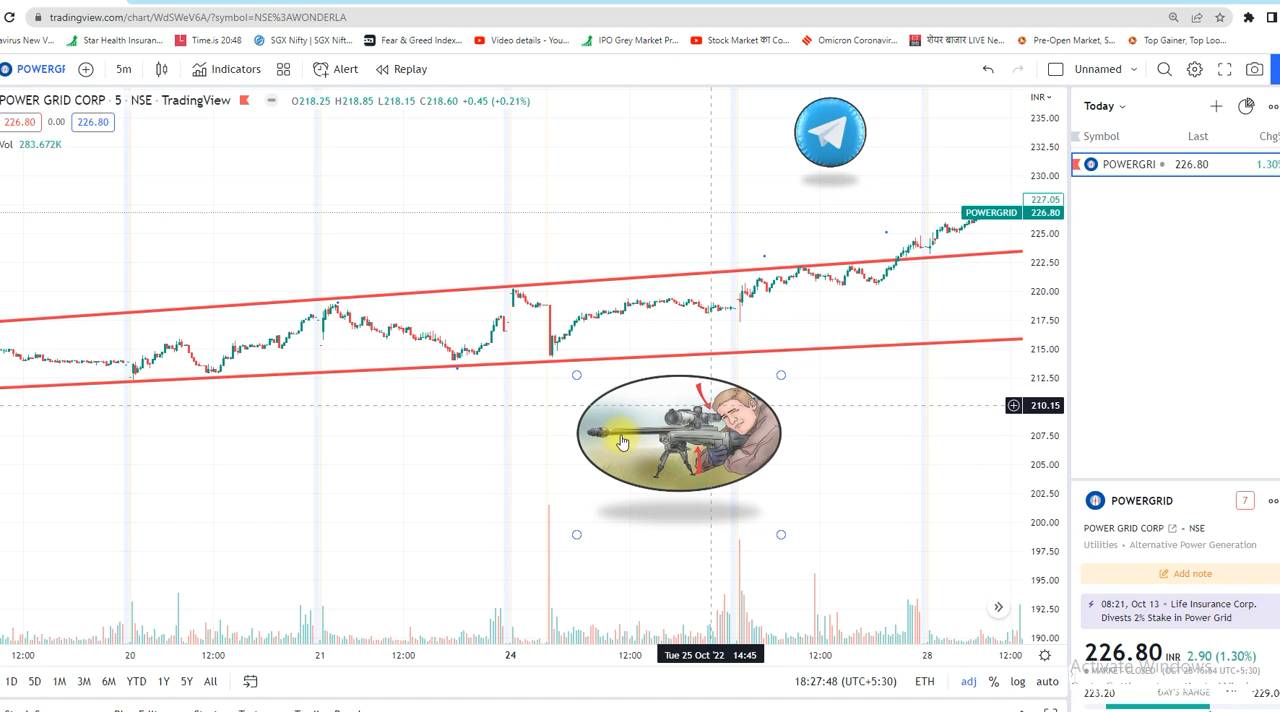 tradingview.com/chart/WdSWeV6A/?symbol=NSE%3AWONDERLA
avirus New V...
Star Health Insuran...
Time.is 20:48
SGX Nifty | SGX Nift...
Fear & Greed Index...
Video details - You...
IPO Grey Market Pr...
Stock Market का Co...
Omicron Coronavir...
शेयर बाजार LIVE Ne...
Pre-Open Market, S...
Top Gainer, Top Loo...
POWERGF
5m
Indicators
Alert
Replay
Unnamed
POWER GRID CORP · 5 · NSE · TradingView
O218.25 H218.85 L218.15 C218.60 +0.45 (+0.21%)
226.80 0.00 226.80
Vol 283.672K
INR
235.00
232.50
230.00
227.05
POWERGRID 226.80
225.00
222.50
220.00
217.50
215.00
212.50
210.15
207.50
205.00
202.50
200.00
197.50
195.00
192.50
190.00
12:00 20 12:00 21 12:00 24 12:00 Tue 25 Oct '22 14:45 12:00 28 12:00
1D 5D 1M 3M 6M YTD 1Y 5Y All
18:27:48 (UTC+5:30) ETH adj % log auto
Today
Symbol Last Chg%
POWERGRI 226.80 1.30%
POWERGRID 7
POWER GRID CORP · NSE
Utilities · Alternative Power Generation
Add note
08:21, Oct 13 · Life Insurance Corp.
Divests 2% Stake in Power Grid
226.80 INR 2.90 (1.30%)
Activate Windows
MARKET CLOSED
223.20 DAYS RANGE 229.0